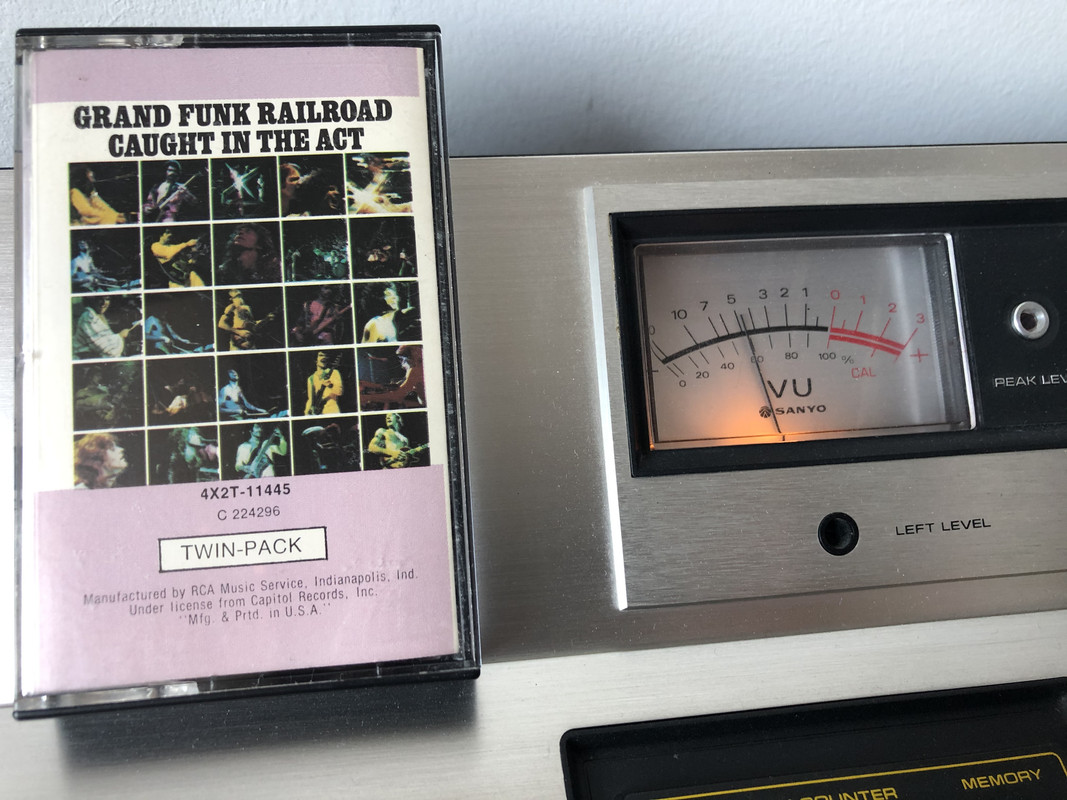 GRAND FUNK RAILROAD
CAUGHT IN THE ACT
4X2T-11445
C 224296
TWIN-PACK
Manufactured by RCA Music Service, Indianapolis, Ind.
Under license from Capitol Records, Inc.
"Mfg. & Prtd. in U.S.A."
10 7 5 3 2 1 0 1 2 3
- 0 20 40 60 80 100 % +
CAL
VU
SANYO
PEAK LEV
LEFT LEVEL
COUNTER
MEMORY